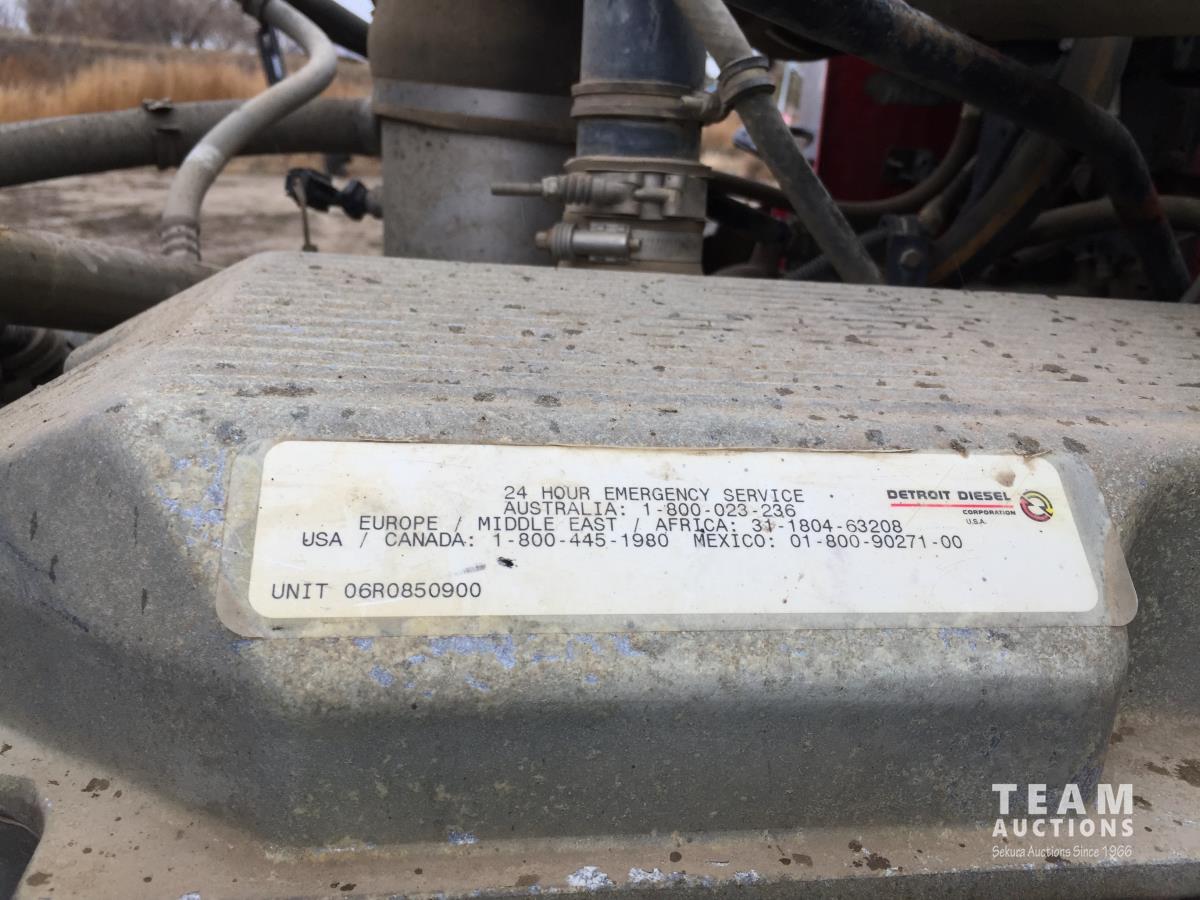 24 HOUR EMERGENCY SERVICE
AUSTRALIA: 1-800-023-236
EUROPE / MIDDLE EAST / AFRICA: 31-1804-63208
USA / CANADA: 1-800-445-1980 MEXICO: 01-800-90271-00
UNIT 06R0850900
DETROIT DIESEL
CORPORATION
U.S.A.
TEAM
AUCTIONS
Sekura Auctions Since 1966